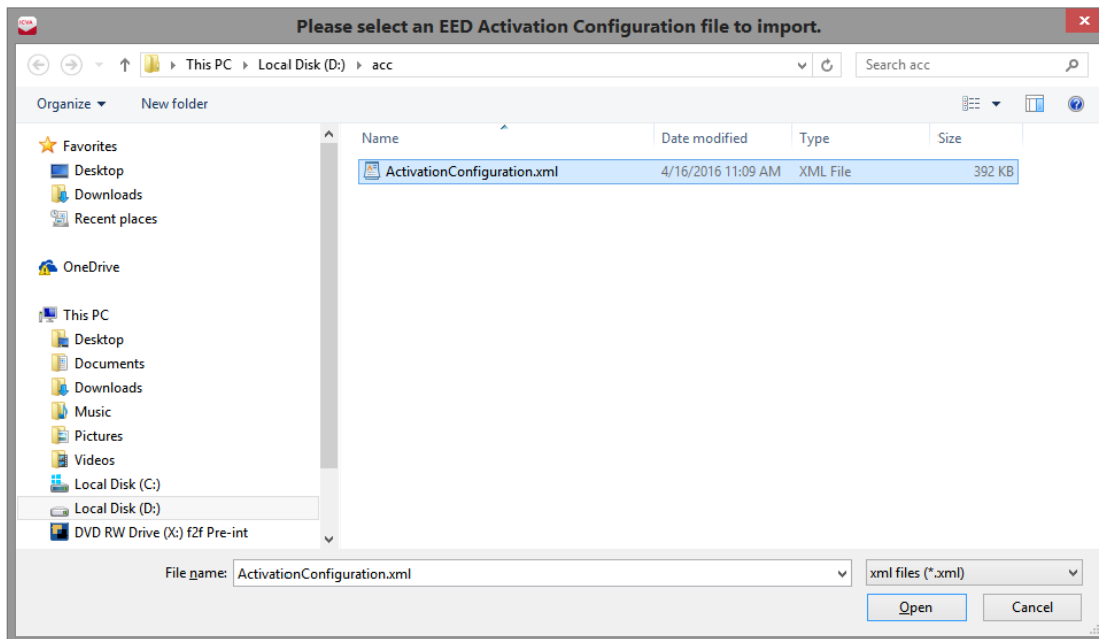 ICVA
Please select an EED Activation Configuration file to import.
This PC Local Disk (D:) acc
Search acc
Organize
New folder
Name Date modified Type Size
ActivationConfiguration.xml 4/16/2016 11:09 AM XML File 392 KB
Favorites
Desktop
Downloads
Recent places
OneDrive
This PC
Desktop
Documents
Downloads
Music
Pictures
Videos
Local Disk (C:)
Local Disk (D:)
DVD RW Drive (X:) f2f Pre-int
File name: ActivationConfiguration.xml
xml files (*.xml)
Open
Cancel